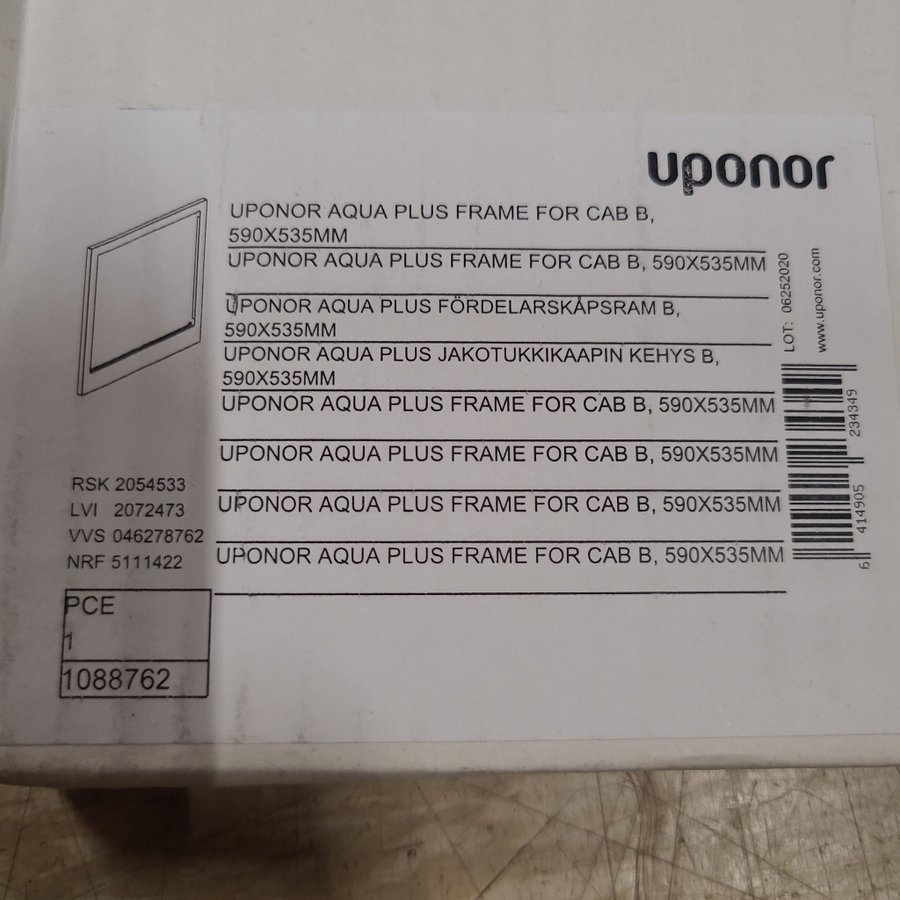 uponor
UPONOR AQUA PLUS FRAME FOR CAB B,
590X535MM
UPONOR AQUA PLUS FRAME FOR CAB B, 590X535MM
UPONOR AQUA PLUS FÖRDELARSKÅPSRAM B,
590X535MM
UPONOR AQUA PLUS JAKOTUKKIKAAPIN KEHYS B,
590X535MM
UPONOR AQUA PLUS FRAME FOR CAB B, 590X535MM
UPONOR AQUA PLUS FRAME FOR CAB B, 590X535MM
UPONOR AQUA PLUS FRAME FOR CAB B, 590X535MM
UPONOR AQUA PLUS FRAME FOR CAB B, 590X535MM
RSK 2054533
LVI 2072473
VVS 046278762
NRF 5111422
PCE
1
1088762
LOT: 06252020
www.uponor.com
6 414905 234349